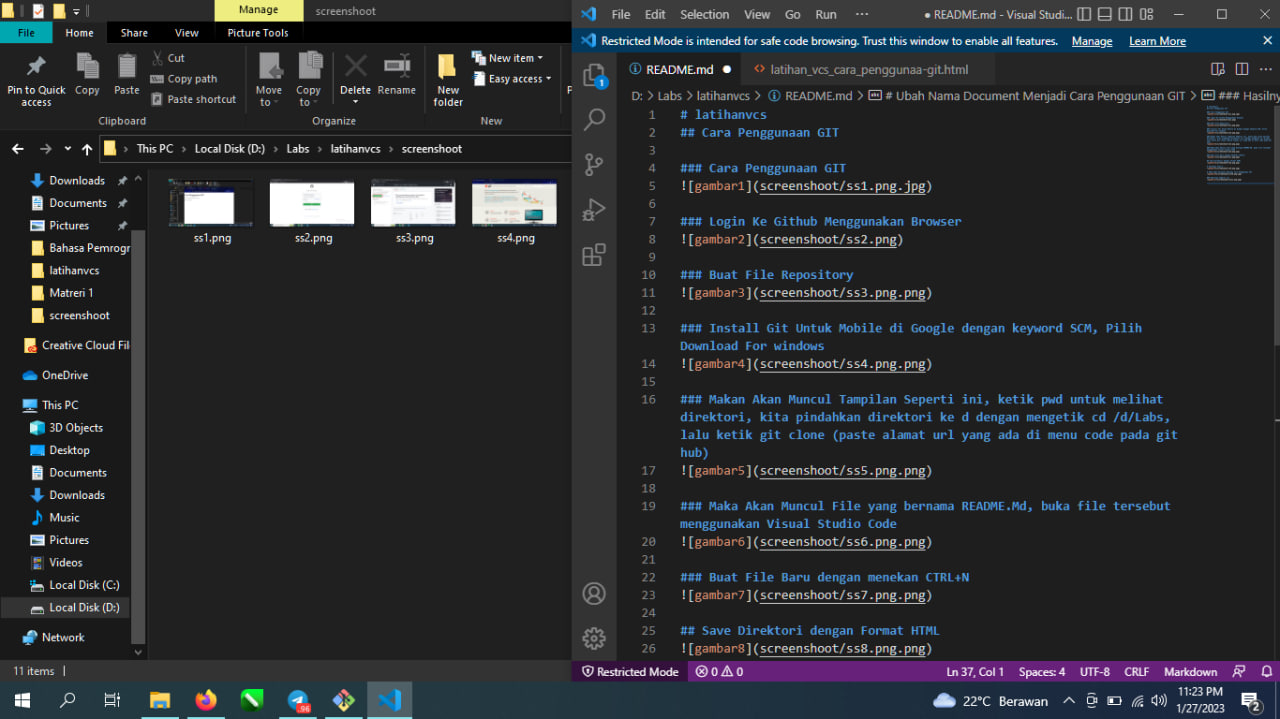 Manage
screenshoot
File
Home
Share
View
Picture Tools
Pin to Quick access
Copy
Paste
Cut
Copy path
Paste shortcut
Clipboard
Move to
Copy to
Delete
Rename
Organize
New folder
New item
Easy access
New
This PC > Local Disk (D:) > Labs > latihanvcs > screenshoot
Downloads
Documents
Pictures
Bahasa Pemrogr
latihanvcs
Matreri 1
screenshoot
Creative Cloud Fil
OneDrive
This PC
3D Objects
Desktop
Documents
Downloads
Music
Pictures
Videos
Local Disk (C:)
Local Disk (D:)
Network
ss1.png
ss2.png
ss3.png
ss4.png
11 items
File Edit Selection View Go Run ··· ● README.md - Visual Studi...
Restricted Mode is intended for safe code browsing. Trust this window to enable all features. Manage Learn More
README.md ●
<> latihan_vcs_cara_penggunaa-git.html
D: > Labs > latihanvcs > README.md > # Ubah Nama Document Menjadi Cara Penggunaan GIT > ### Hasilny
1 # latihanvcs
2 ## Cara Penggunaan GIT
3
4 ### Cara Penggunaan GIT
5 ![gambar1](screenshoot/ss1.png.jpg)
6
7 ### Login Ke Github Menggunakan Browser
8 ![gambar2](screenshoot/ss2.png)
9
10 ### Buat File Repository
11 ![gambar3](screenshoot/ss3.png.png)
12
13 ### Install Git Untuk Mobile di Google dengan keyword SCM, Pilih
Download For windows
14 ![gambar4](screenshoot/ss4.png.png)
15
16 ### Makan Akan Muncul Tampilan Seperti ini, ketik pwd untuk melihat
direktori, kita pindahkan direktori ke d dengan mengetik cd /d/Labs,
lalu ketik git clone (paste alamat url yang ada di menu code pada git
hub)
17 ![gambar5](screenshoot/ss5.png.png)
18
19 ### Maka Akan Muncul File yang bernama README.Md, buka file tersebut
menggunakan Visual Studio Code
20 ![gambar6](screenshoot/ss6.png.png)
21
22 ### Buat File Baru dengan menekan CTRL+N
23 ![gambar7](screenshoot/ss7.png.png)
24
25 ## Save Direktori dengan Format HTML
26 ![gambar8](screenshoot/ss8.png.png)
1
Restricted Mode 0 0 Ln 37, Col 1 Spaces: 4 UTF-8 CRLF Markdown
.96
22°C Berawan
11:23 PM
1/27/2023
2